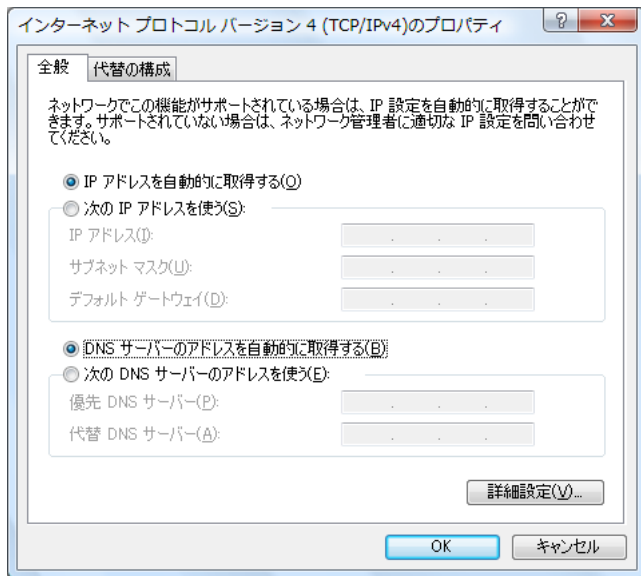 インターネット プロトコル バージョン 4 (TCP/IPv4)のプロパティ
全般
代替の構成
ネットワークでこの機能がサポートされている場合は、IP 設定を自動的に取得することがで
きます。サポートされていない場合は、ネットワーク管理者に適切な IP 設定を問い合わせ
てください。
IP アドレスを自動的に取得する(O)
次の IP アドレスを使う(S):
IP アドレス(I):
サブネット マスク(U):
デフォルト ゲートウェイ(D):
DNS サーバーのアドレスを自動的に取得する(B)
次の DNS サーバーのアドレスを使う(E):
優先 DNS サーバー(P):
代替 DNS サーバー(A):
詳細設定(V)...
OK
キャンセル